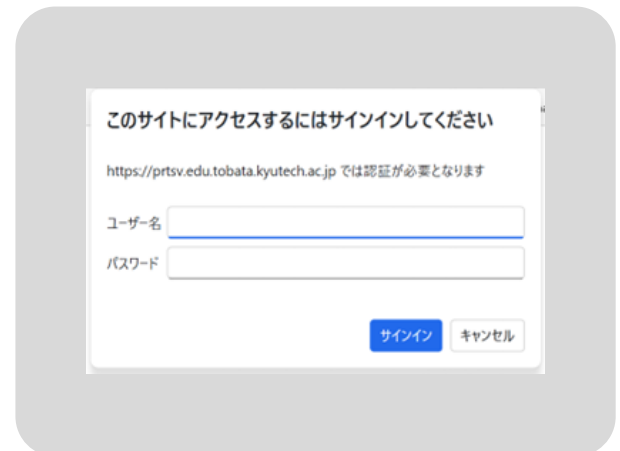 このサイトにアクセスするにはサインインしてください
https://prtsv.edu.tobata.kyutech.ac.jp では認証が必要となります
ユーザー名
パスワード
サインイン
キャンセル